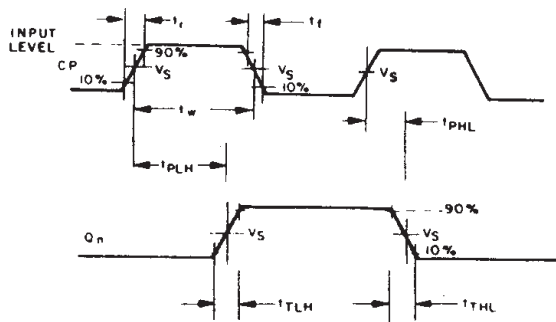 tr
tf
INPUT
LEVEL
90%
CP
VS
VS
VS
10%
10%
tw
tPHL
tPLH
90%
Qn
VS
VS
10%
tTLH
tTHL